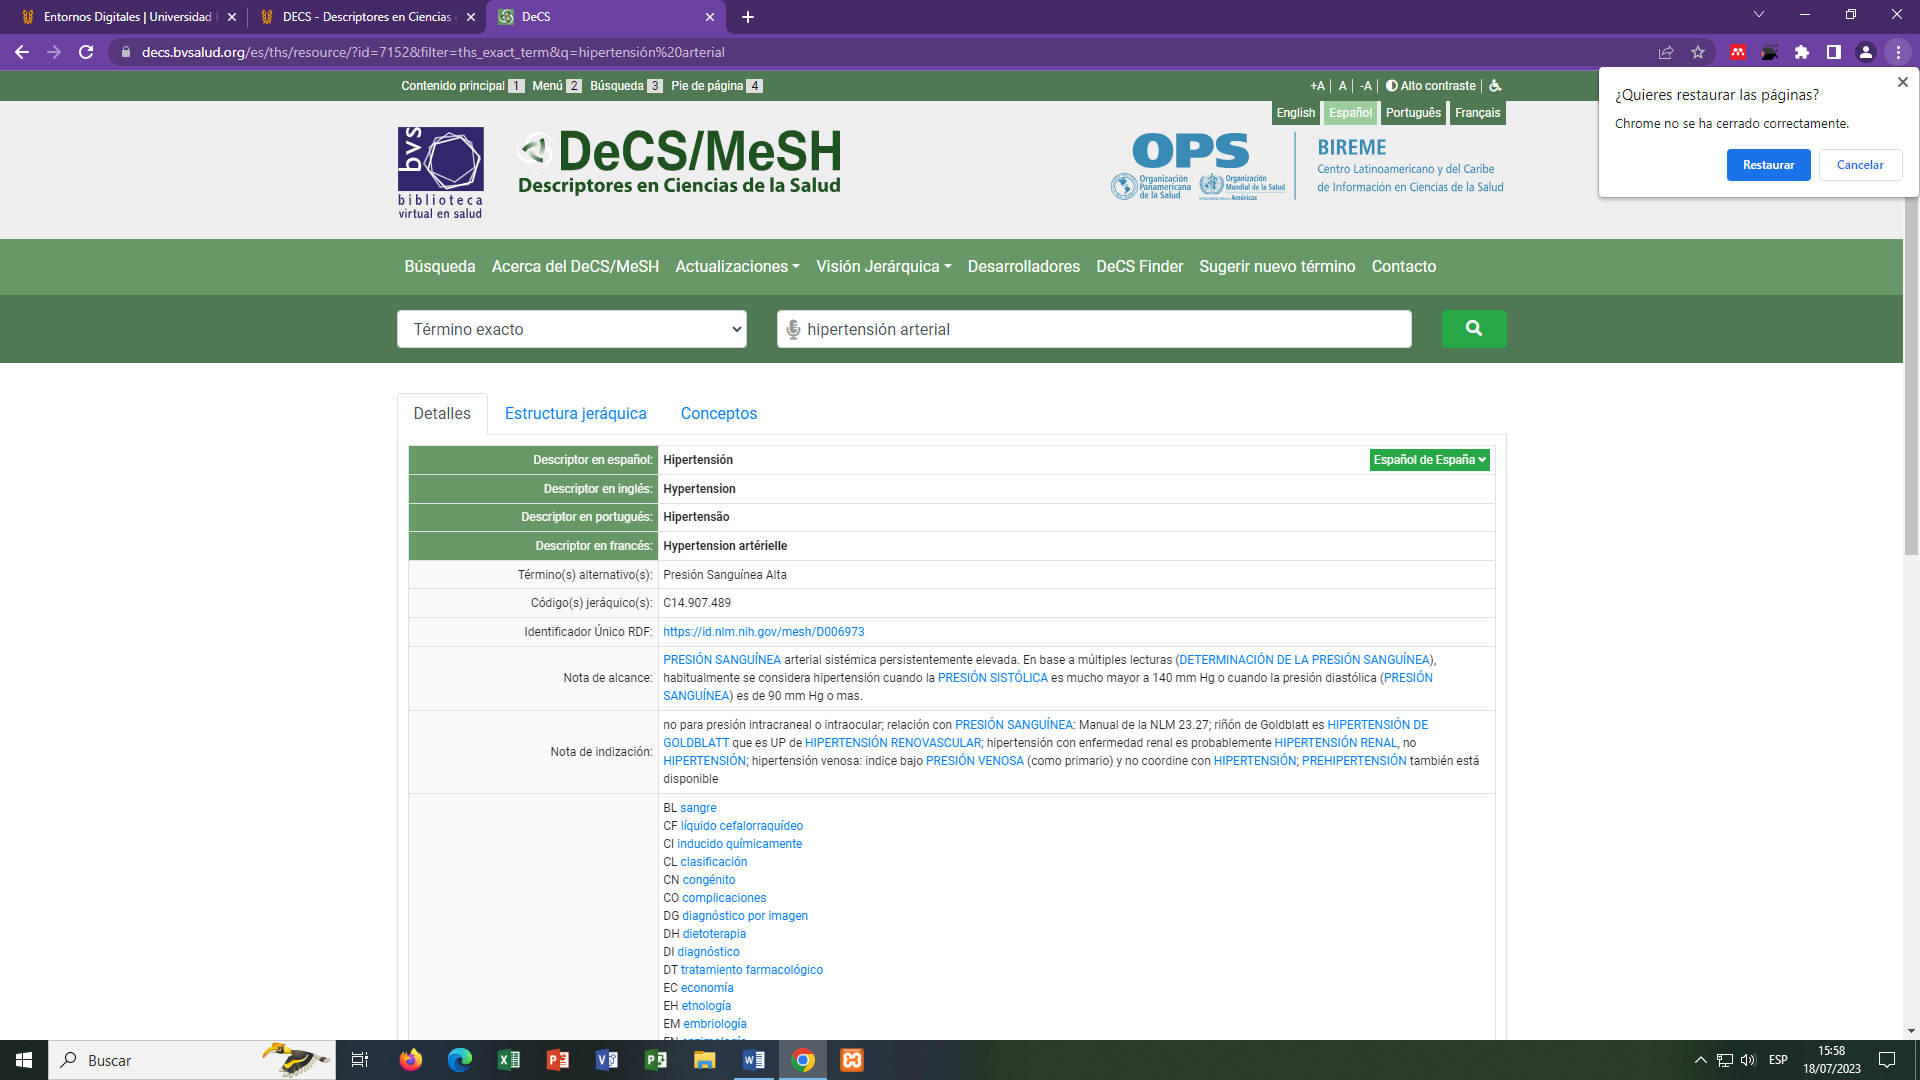 Entornos Digitales | Universidad
DECS - Descriptores en Ciencias
DeCS
decs.bvsalud.org/es/ths/resource/?id=7152&filter=ths_exact_term&q=hipertensión%20arterial
Contenido principal 1 Menú 2 Búsqueda 3 Pie de página 4
+A | A | -A | Alto contraste |
English Español Português Français
¿Quieres restaurar las páginas?
Chrome no se ha cerrado correctamente.
Restaurar Cancelar
bvs
biblioteca
virtual en salud
DeCS/MeSH
Descriptores en Ciencias de la Salud
OPS
Organización
Panamericana
de la Salud
Organización
Mundial de la Salud
Américas
BIREME
Centro Latinoamericano y del Caribe
de Información en Ciencias de la Salud
Búsqueda Acerca del DeCS/MeSH Actualizaciones Visión Jerárquica Desarrolladores DeCS Finder Sugerir nuevo término Contacto
Término exacto hipertensión arterial
Detalles Estructura jeráquica Conceptos
Descriptor en español: Hipertensión Español de España
Descriptor en inglés: Hypertension
Descriptor en portugués: Hipertensão
Descriptor en francés: Hypertension artérielle
Término(s) alternativo(s): Presión Sanguínea Alta
Código(s) jeráquico(s): C14.907.489
Identificador Único RDF: https://id.nlm.nih.gov/mesh/D006973
Nota de alcance: PRESIÓN SANGUÍNEA arterial sistémica persistentemente elevada. En base a múltiples lecturas (DETERMINACIÓN DE LA PRESIÓN SANGUÍNEA),
habitualmente se considera hipertensión cuando la PRESIÓN SISTÓLICA es mucho mayor a 140 mm Hg o cuando la presión diastólica (PRESIÓN
SANGUÍNEA) es de 90 mm Hg o mas.
Nota de indización: no para presión intracraneal o intraocular; relación con PRESIÓN SANGUÍNEA: Manual de la NLM 23.27; riñón de Goldblatt es HIPERTENSIÓN DE
GOLDBLATT que es UP de HIPERTENSIÓN RENOVASCULAR; hipertensión con enfermedad renal es probablemente HIPERTENSIÓN RENAL, no
HIPERTENSIÓN; hipertensión venosa: indice bajo PRESIÓN VENOSA (como primario) y no coordine con HIPERTENSIÓN; PREHIPERTENSIÓN también está
disponible
BL sangre
CF líquido cefalorraquídeo
CI inducido químicamente
CL clasificación
CN congénito
CO complicaciones
DG diagnóstico por imagen
DH dietoterapia
DI diagnóstico
DT tratamiento farmacológico
EC economía
EH etnología
EM embriología
Buscar
ESP
15:58
18/07/2023